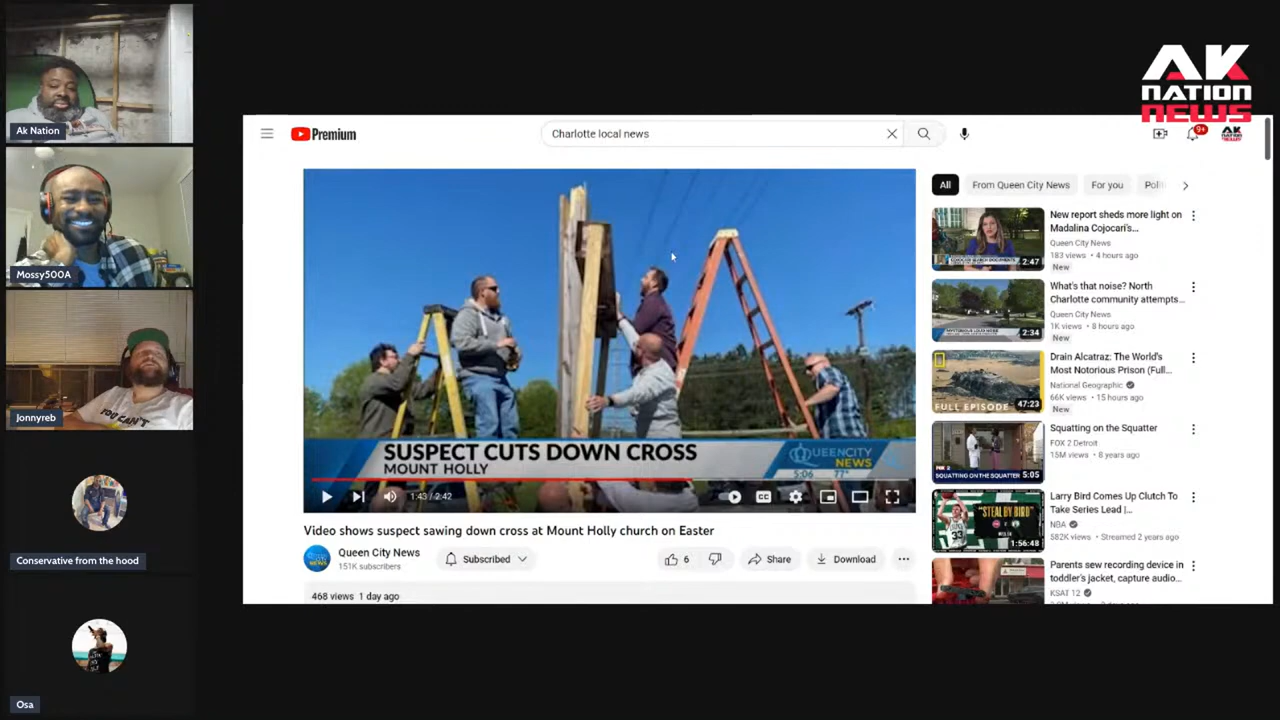 Ak Nation
Mossy500A
YOU CAN'T
Jonnyreb
Conservative from the hood
Osa
AK
NATION
NEWS
Premium
Charlotte local news
9+
SUSPECT CUTS DOWN CROSS
MOUNT HOLLY
QUEEN CITY
NEWS
5:06 77°
1:43 / 2:42
CC
Video shows suspect sawing down cross at Mount Holly church on Easter
Queen City News
151K subscribers
Subscribed
6
Share
Download
468 views 1 day ago
All
From Queen City News
For you
New report sheds more light on
Madalina Cojocari's...
Queen City News
183 views • 4 hours ago
New
2:47
What's that noise? North
Charlotte community attempts...
Queen City News
1K views • 8 hours ago
New
2:34
Drain Alcatraz: The World's
Most Notorious Prison (Full...
National Geographic
66K views • 15 hours ago
New
FULL EPISODE
47:23
Squatting on the Squatter
FOX 2 Detroit
15M views • 8 years ago
SQUATTING ON THE SQUATTER
5:05
Larry Bird Comes Up Clutch To
Take Series Lead |...
NBA
582K views • Streamed 2 years ago
"STEAL BY BIRD"
1:56:48
Parents sew recording device in
toddler's jacket, capture audio...
KSAT 12